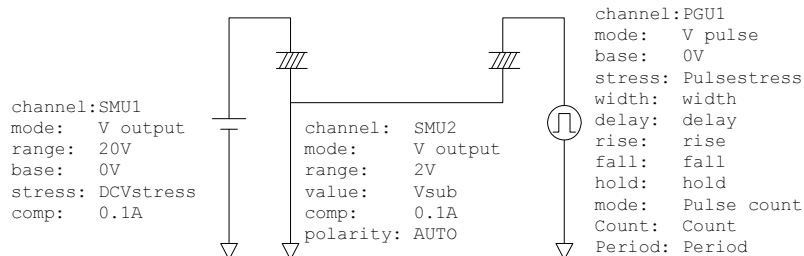 channel:SMU1
mode: V output
range: 20V
base: 0V
stress: DCVstress
comp: 0.1A
channel: SMU2
mode: V output
range: 2V
value: Vsub
comp: 0.1A
polarity: AUTO
channel:PGU1
mode: V pulse
base: 0V
stress: Pulsestress
width: width
delay: delay
rise: rise
fall: fall
hold: hold
mode: Pulse count
Count: Count
Period: Period